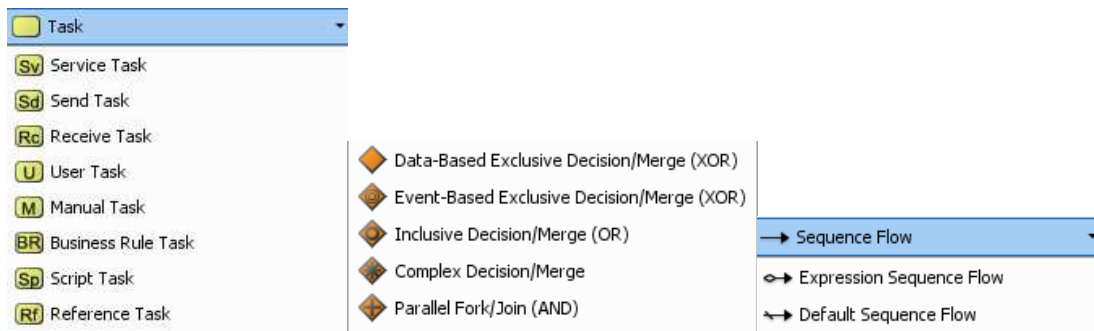 Task
Sv Service Task
Sd Send Task
Rc Receive Task
U User Task
M Manual Task
BR Business Rule Task
Sp Script Task
Rf Reference Task
Data-Based Exclusive Decision/Merge (XOR)
Event-Based Exclusive Decision/Merge (XOR)
Inclusive Decision/Merge (OR)
Complex Decision/Merge
Parallel Fork/Join (AND)
Sequence Flow
Expression Sequence Flow
Default Sequence Flow